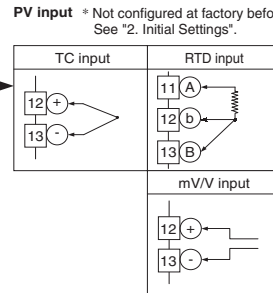 PV input * Not configured at factory befo
See "2. Initial Settings".
TC input
12 +
13 -
RTD input
11 A
12 b
13 B
mV/V input
12 +
13 -